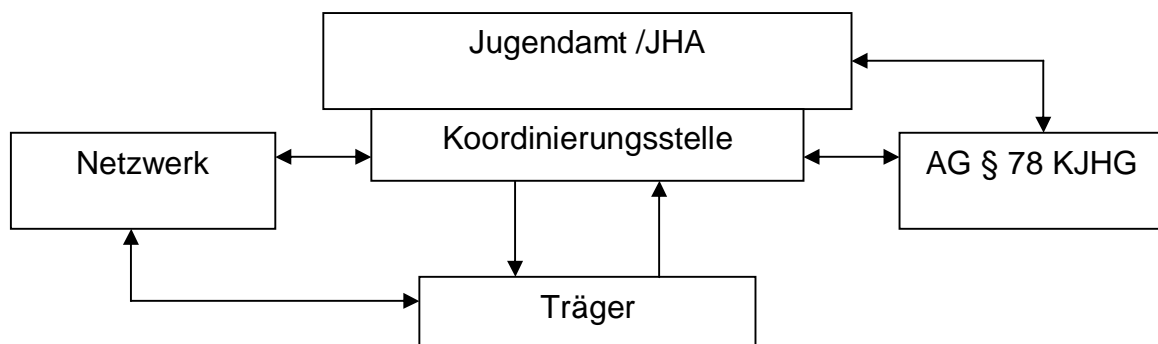 Jugendamt /JHA
Koordinierungsstelle
Netzwerk
AG § 78 KJHG
Träger